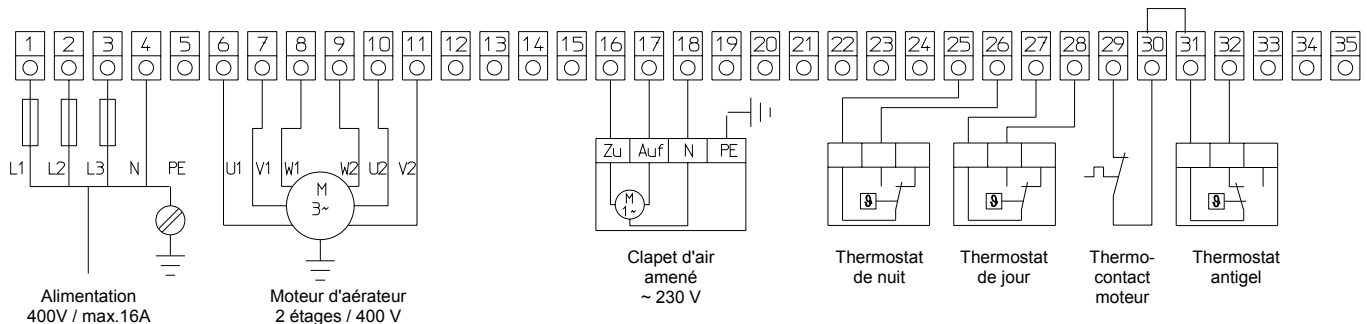 1 2 3 4 5 6 7 8 9 10 11 12 13 14 15 16 17 18 19 20 21 22 23 24 25 26 27 28 29 30 31 32 33 34 35
Zu Auf N PE
L1 L2 L3 N PE U1 V1 W1 W2 U2 V2
M
3~
M
1~
ϑ ϑ ϑ
Alimentation
400V / max.16A
Moteur d'aérateur
2 étages / 400 V
Clapet d'air
amené
~ 230 V
Thermostat
de nuit
Thermostat
de jour
Thermo-
contact
moteur
Thermostat
antigel